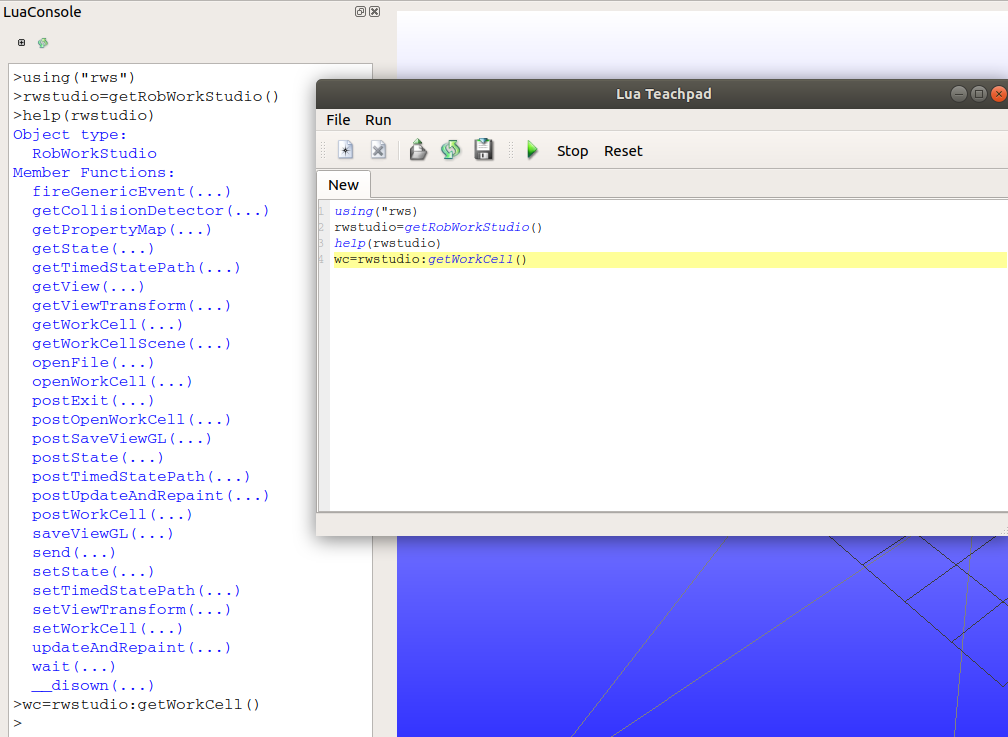 LuaConsole
>using("rws")
>rwstudio=getRobWorkStudio()
>help(rwstudio)
Object type:
RobWorkStudio
Member Functions:
fireGenericEvent(...)
getCollisionDetector(...)
getPropertyMap(...)
getState(...)
getTimedStatePath(...)
getView(...)
getViewTransform(...)
getWorkCell(...)
getWorkCellScene(...)
openFile(...)
openWorkCell(...)
postExit(...)
postOpenWorkCell(...)
postSaveViewGL(...)
postState(...)
postTimedStatePath(...)
postUpdateAndRepaint(...)
postWorkCell(...)
saveViewGL(...)
send(...)
setState(...)
setTimedStatePath(...)
setViewTransform(...)
setWorkCell(...)
updateAndRepaint(...)
wait(...)
__disown(...)
>wc=rwstudio:getWorkCell()
>
Lua Teachpad
File Run
Stop Reset
New
1 using("rws)
2 rwstudio=getRobWorkStudio()
3 help(rwstudio)
4 wc=rwstudio:getWorkCell()